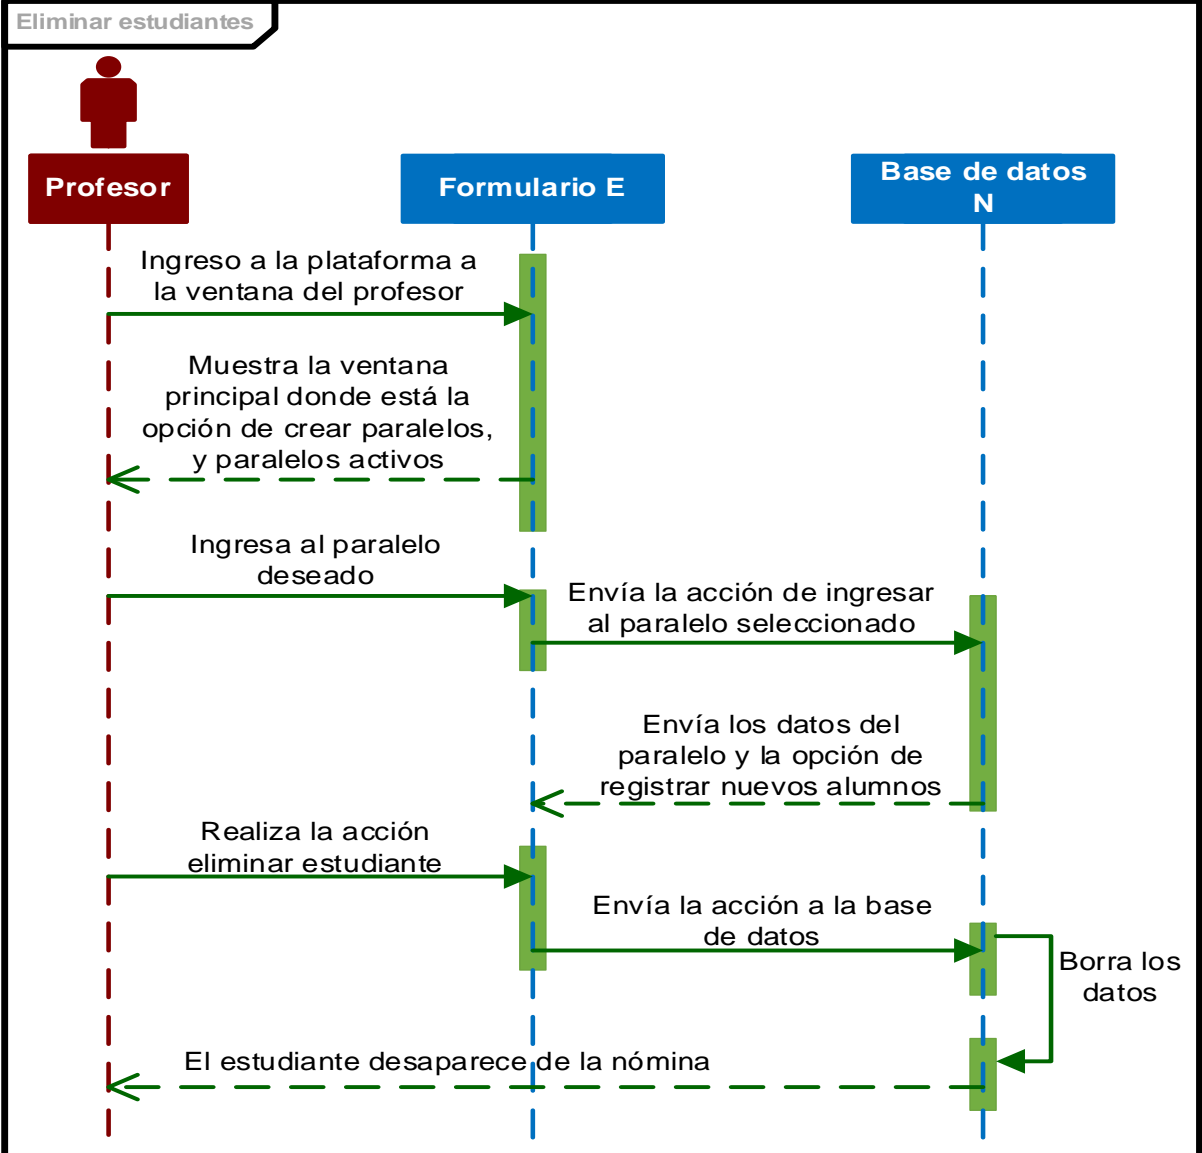 Eliminar estudiantes
Profesor
Formulario E
Base de datos
N
Ingreso a la plataforma a
la ventana del profesor
Muestra la ventana
principal donde está la
opción de crear paralelos,
y paralelos activos
Ingresa al paralelo
deseado
Envía la acción de ingresar
al paralelo seleccionado
Envía los datos del
paralelo y la opción de
registrar nuevos alumnos
Realiza la acción
eliminar estudiante
Envía la acción a la base
de datos
Borra los
datos
El estudiante desaparece de la nómina